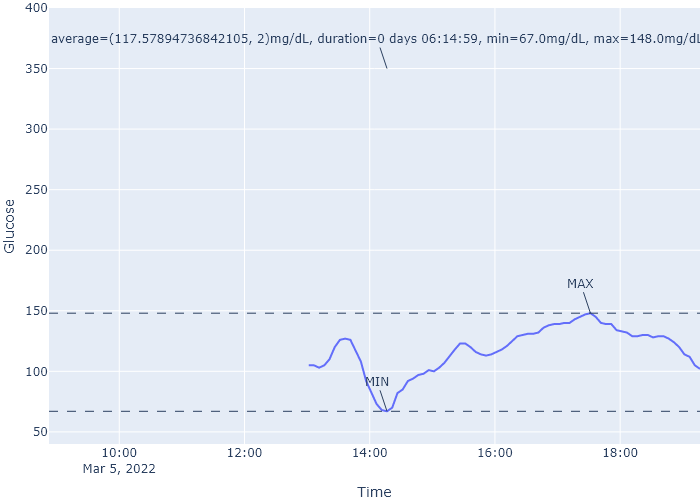 400
average=(117.57894736842105, 2)mg/dL, duration=0 days 06:14:59, min=67.0mg/dL, max=148.0mg/dL
350
300
250
200
150
100
50
Glucose
MAX
MIN
10:00
12:00
14:00
16:00
18:00
Mar 5, 2022
Time